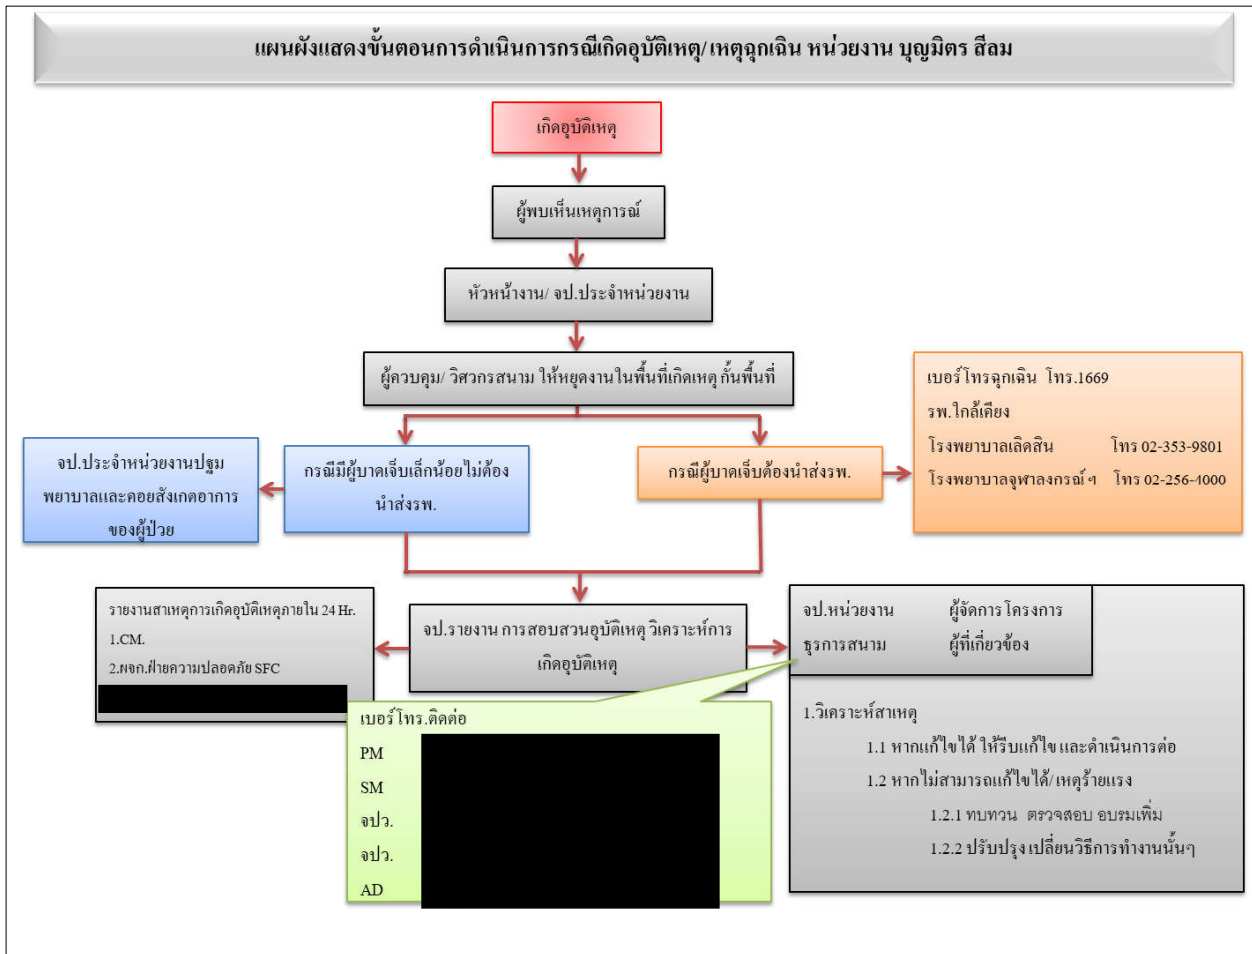 แผนผังแสดงขั้นตอนการดำเนินการกรณีเกิดอุบัติเหตุ/เหตุฉุกเฉิน หน่วยงาน บุญมิตร สีลม
เกิดอุบัติเหตุ
ผู้พบเห็นเหตุการณ์
หัวหน้างาน/ จป.ประจำหน่วยงาน
ผู้ควบคุม/ วิศวกรสนาม ให้หยุดงานในพื้นที่เกิดเหตุ กั้นพื้นที่
เบอร์โทรฉุกเฉิน โทร.1669
รพ.ใกล้เคียง
โรงพยาบาลเลิดสิน โทร 02-353-9801
โรงพยาบาลจุฬาลงกรณ์ฯ โทร 02-256-4000
จป.ประจำหน่วยงานปฐม
พยาบาลและคอยสังเกตอาการ
ของผู้ป่วย
กรณีมีผู้บาดเจ็บเล็กน้อยไม่ต้อง
นำส่งรพ.
กรณีผู้บาดเจ็บต้องนำส่งรพ.
รายงานสาเหตุการเกิดอุบัติเหตุภายใน 24 Hr.
1.CM.
2.ผจก.ฝ่ายความปลอดภัย SFC
จป.รายงาน การสอบสวนอุบัติเหตุ วิเคราะห์การ
เกิดอุบัติเหตุ
จป.หน่วยงาน ผู้จัดการโครงการ
ธุรการสนาม ผู้ที่เกี่ยวข้อง
เบอร์โทร.ติดต่อ
PM
SM
จปว.
จปว.
AD
1.วิเคราะห์สาเหตุ
1.1 หากแก้ไขได้ ให้รีบแก้ไข และดำเนินการต่อ
1.2 หากไม่สามารถแก้ไขได้/เหตุร้ายแรง
1.2.1 ทบทวน ตรวจสอบ อบรมเพิ่ม
1.2.2 ปรับปรุง เปลี่ยนวิธีการทำงานนั้นๆ